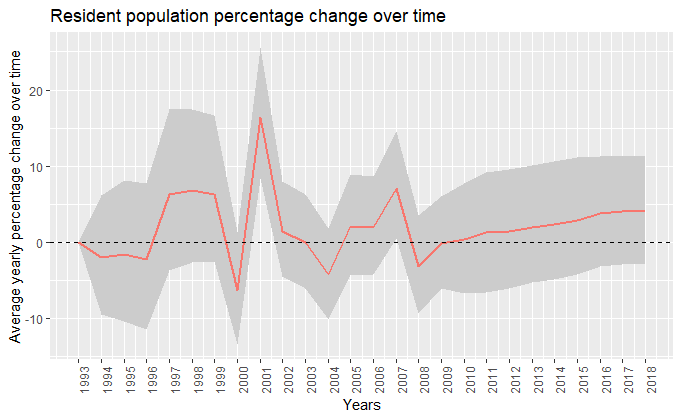 Resident population percentage change over time
Average yearly percentage change over time
20
10
0
-10
1993 1994 1995 1996 1997 1998 1999 2000 2001 2002 2003 2004 2005 2006 2007 2008 2009 2010 2011 2012 2013 2014 2015 2016 2017 2018
Years